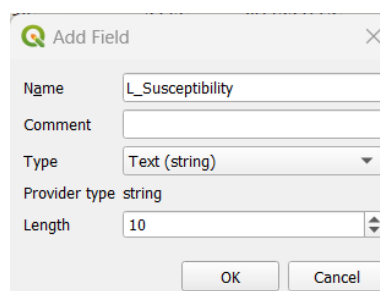 Add Field
Name L_Susceptibility
Comment
Type Text (string)
Provider type string
Length 10
OK Cancel